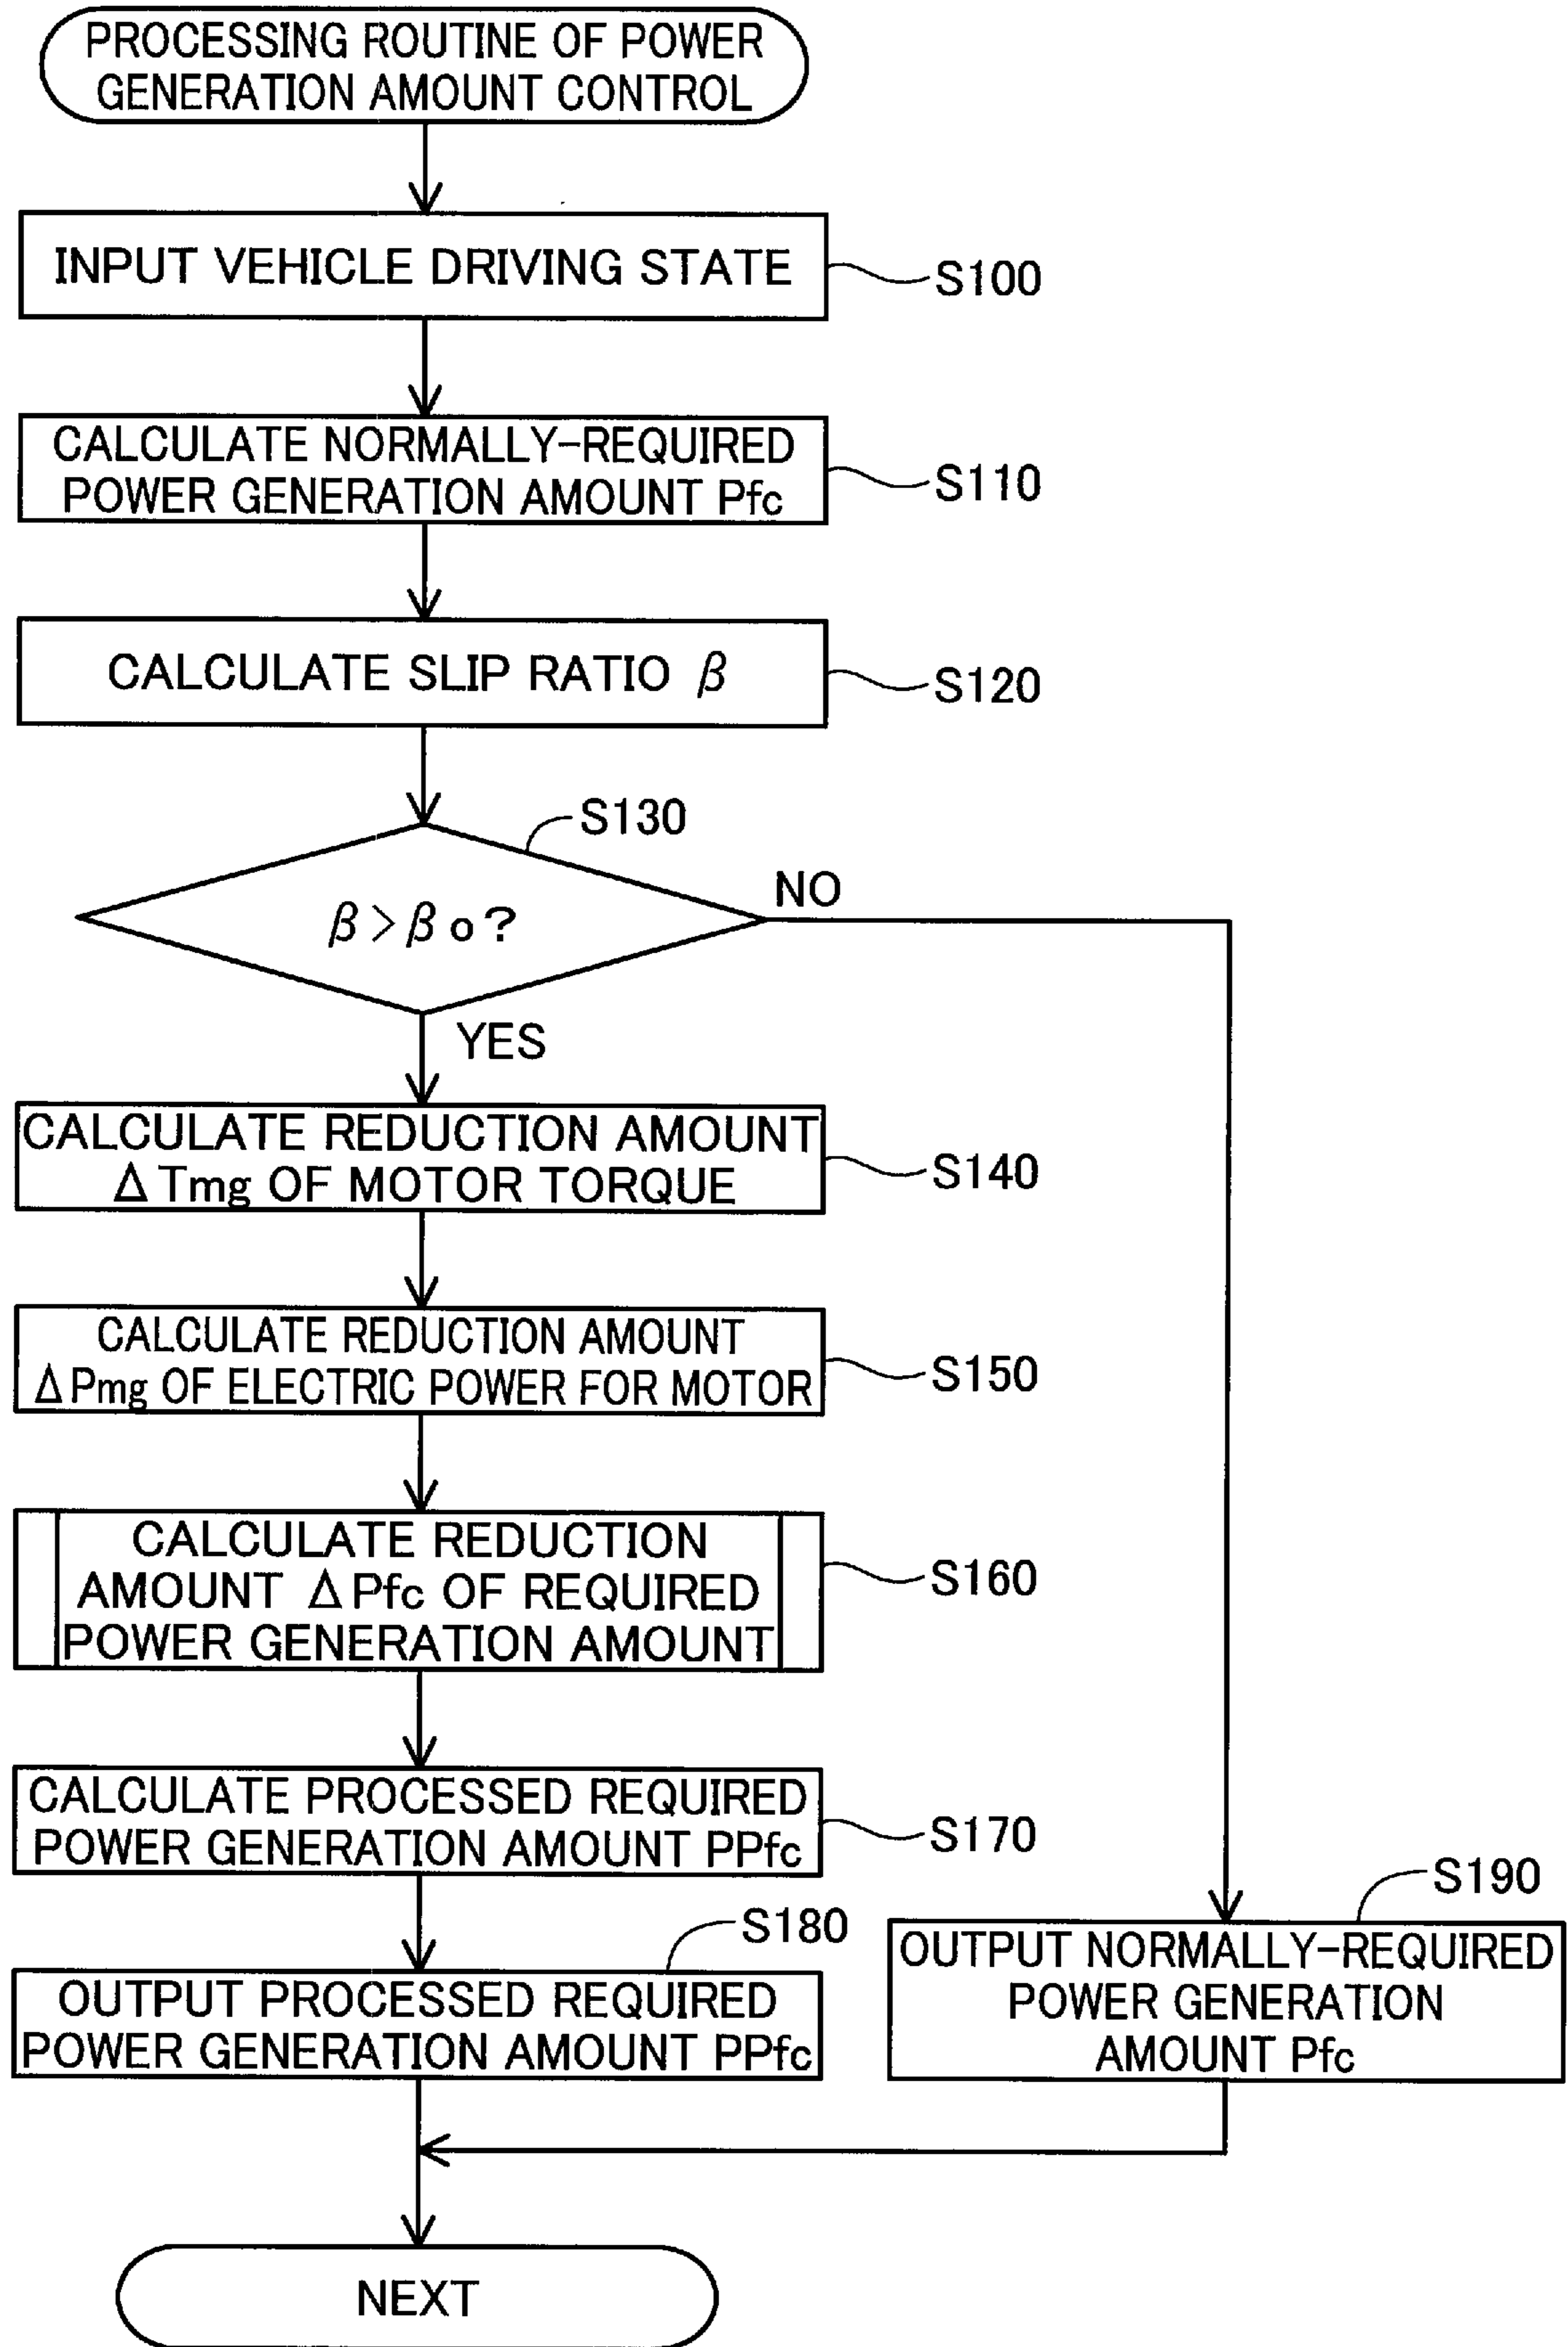 PROCESSING ROUTINE OF POWER
GENERATION AMOUNT CONTROL
INPUT VEHICLE DRIVING STATE
S100
CALCULATE NORMALLY-REQUIRED
POWER GENERATION AMOUNT Pfc
S110
CALCULATE SLIP RATIO β
S120
S130
β>βo?
NO
YES
CALCULATE REDUCTION AMOUNT
ΔTmg OF MOTOR TORQUE
S140
CALCULATE REDUCTION AMOUNT
ΔPmg OF ELECTRIC POWER FOR MOTOR
S150
CALCULATE REDUCTION
AMOUNT ΔPfc OF REQUIRED
POWER GENERATION AMOUNT
S160
CALCULATE PROCESSED REQUIRED
POWER GENERATION AMOUNT PPfc
S170
S180
OUTPUT PROCESSED REQUIRED
POWER GENERATION AMOUNT PPfc
S190
OUTPUT NORMALLY-REQUIRED
POWER GENERATION
AMOUNT Pfc
NEXT